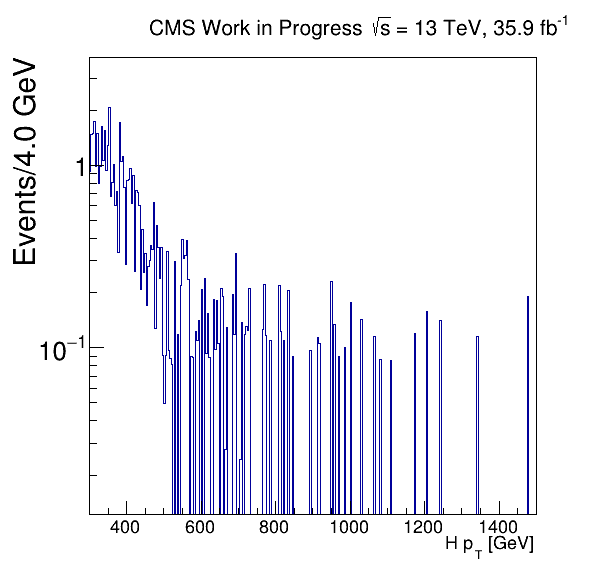 CMS Work in Progress √s = 13 TeV, 35.9 fb⁻¹
Events/4.0 GeV
1
10⁻¹
400 600 800 1000 1200 1400
H p_T [GeV]